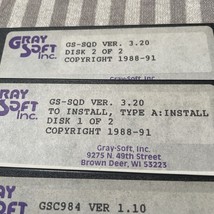 GRAY
SOFT
Inc.
GS-SQD VER. 3.20
DISK 2 OF 2
COPYRIGHT 1988-91
Gray-Soft, Inc.
GRAY
SOFT
Inc.
GS-SQD VER. 3.20
TO INSTALL, TYPE A:INSTALL
DISK 1 OF 2
COPYRIGHT 1988-91
Gray-Soft, Inc.
9275 N. 49th Street
Brown Deer, WI 53223
GRAY
GSC984 VER 1.10